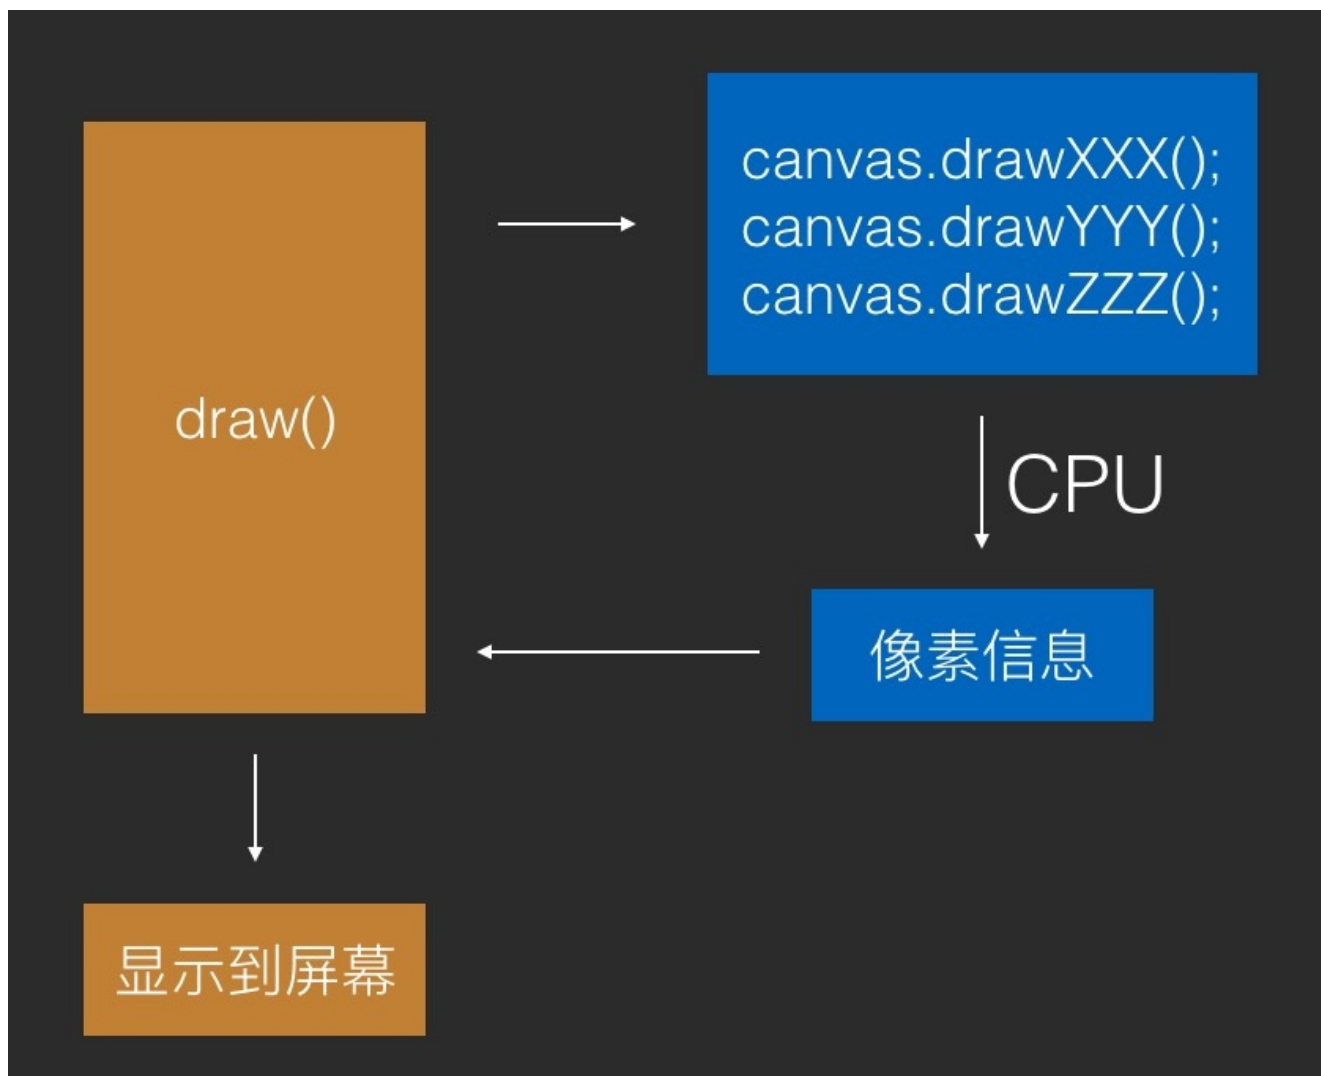 draw()
canvas.drawXXX();
canvas.drawYYY();
canvas.drawZZZ();
CPU
像素信息
显示到屏幕